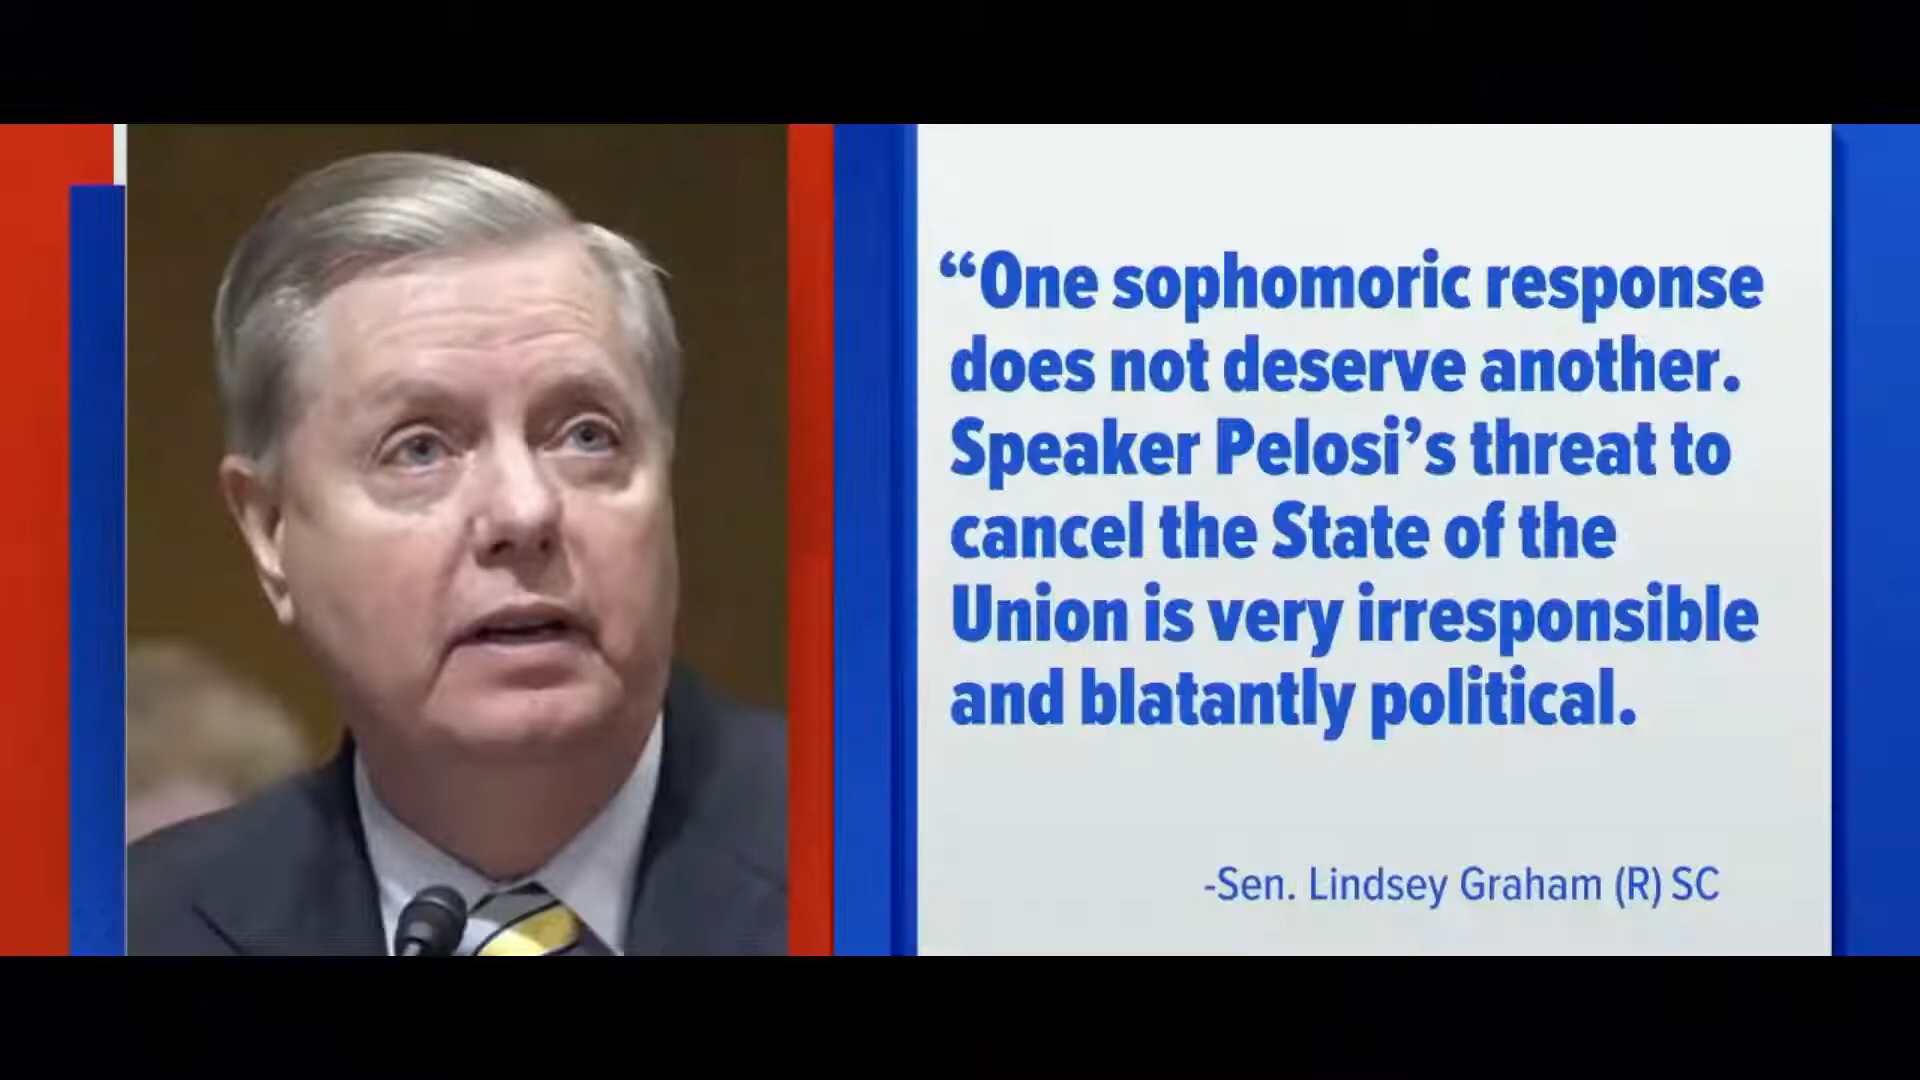 “One sophomoric response
does not deserve another.
Speaker Pelosi’s threat to
cancel the State of the
Union is very irresponsible
and blatantly political.
-Sen. Lindsey Graham (R) SC